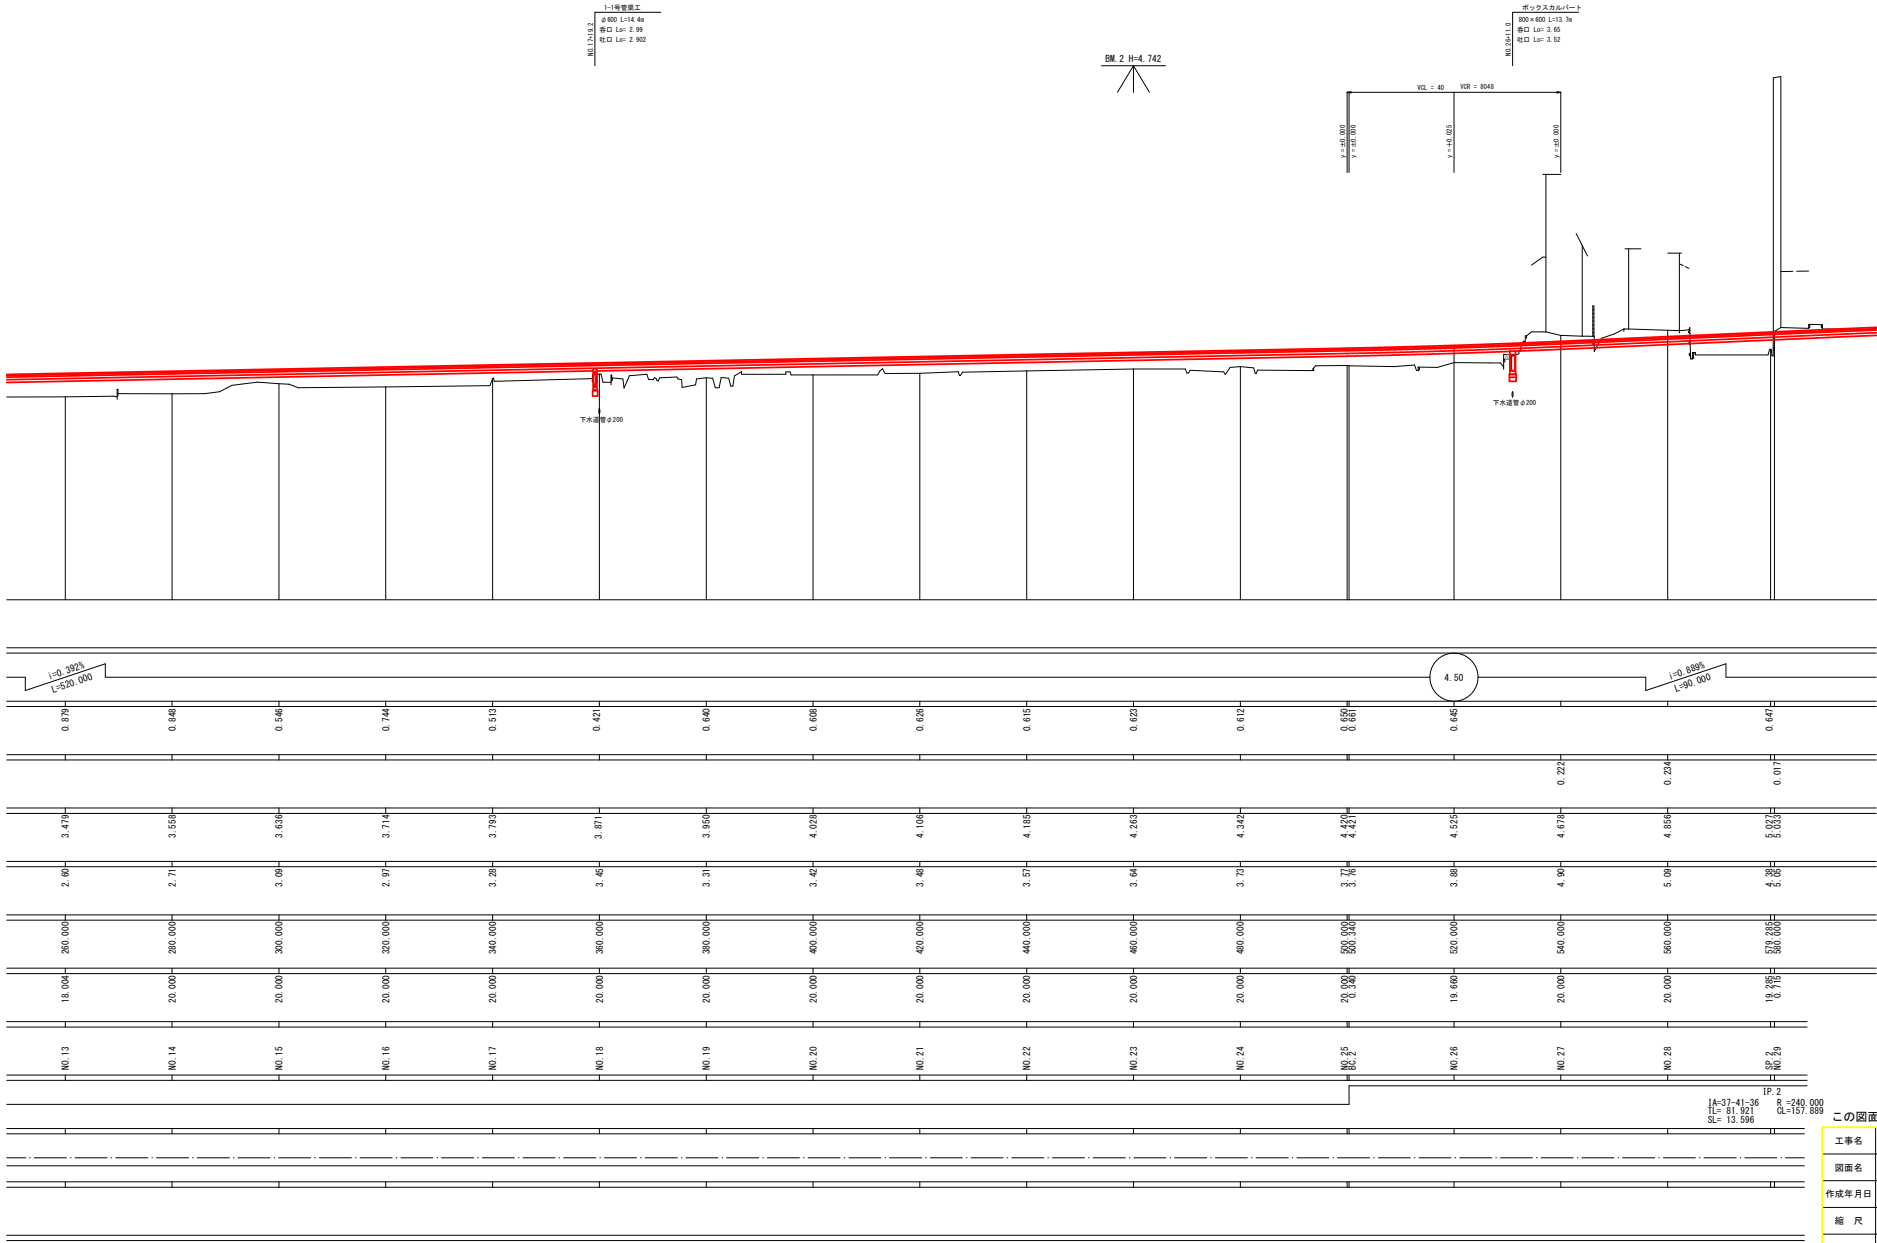 1-1号管渠工
NO.17+19.2
φ600 L=14.4m
呑口 Lo= 2.99
吐口 Lo= 2.902
BM.2 H=4.742
ボックスカルバート
NO.26+11.0
800×600 L=13.7m
呑口 Lo= 3.65
吐口 Lo= 3.52
VCL = 40 VCR = 8048
y =±0.000
y =±0.000
y =+0.025
y =±0.000
下水道管φ200
下水道管φ200
i=0.392%
L=520.000
4.50
i=0.889%
L=90.000
0.879 0.848 0.546 0.744 0.513 0.421 0.640 0.608 0.626 0.615 0.623 0.612 0.650 0.661 0.645 0.647
0.222 0.234 0.017
3.479 3.558 3.636 3.714 3.793 3.871 3.950 4.028 4.106 4.185 4.263 4.342 4.420 4.421 4.525 4.678 4.856 5.027 5.033
2.60 2.71 3.09 2.97 3.28 3.45 3.31 3.42 3.48 3.57 3.64 3.73 3.77 3.76 3.88 4.90 5.09 4.38 5.05
260.000 280.000 300.000 320.000 340.000 360.000 380.000 400.000 420.000 440.000 460.000 480.000 500.000 500.340 520.000 540.000 560.000 579.285 580.000
18.004 20.000 20.000 20.000 20.000 20.000 20.000 20.000 20.000 20.000 20.000 20.000 20.000 0.340 19.660 20.000 20.000 19.285 0.715
NO.13 NO.14 NO.15 NO.16 NO.17 NO.18 NO.19 NO.20 NO.21 NO.22 NO.23 NO.24 NO.25 BC.2 NO.26 NO.27 NO.28 SP.2 NO.29
IP.2
IA=37-41-36 R =240.000
TL= 81.921 CL=157.889
SL= 13.596
この図面
工事名
図面名
作成年月日
縮 尺